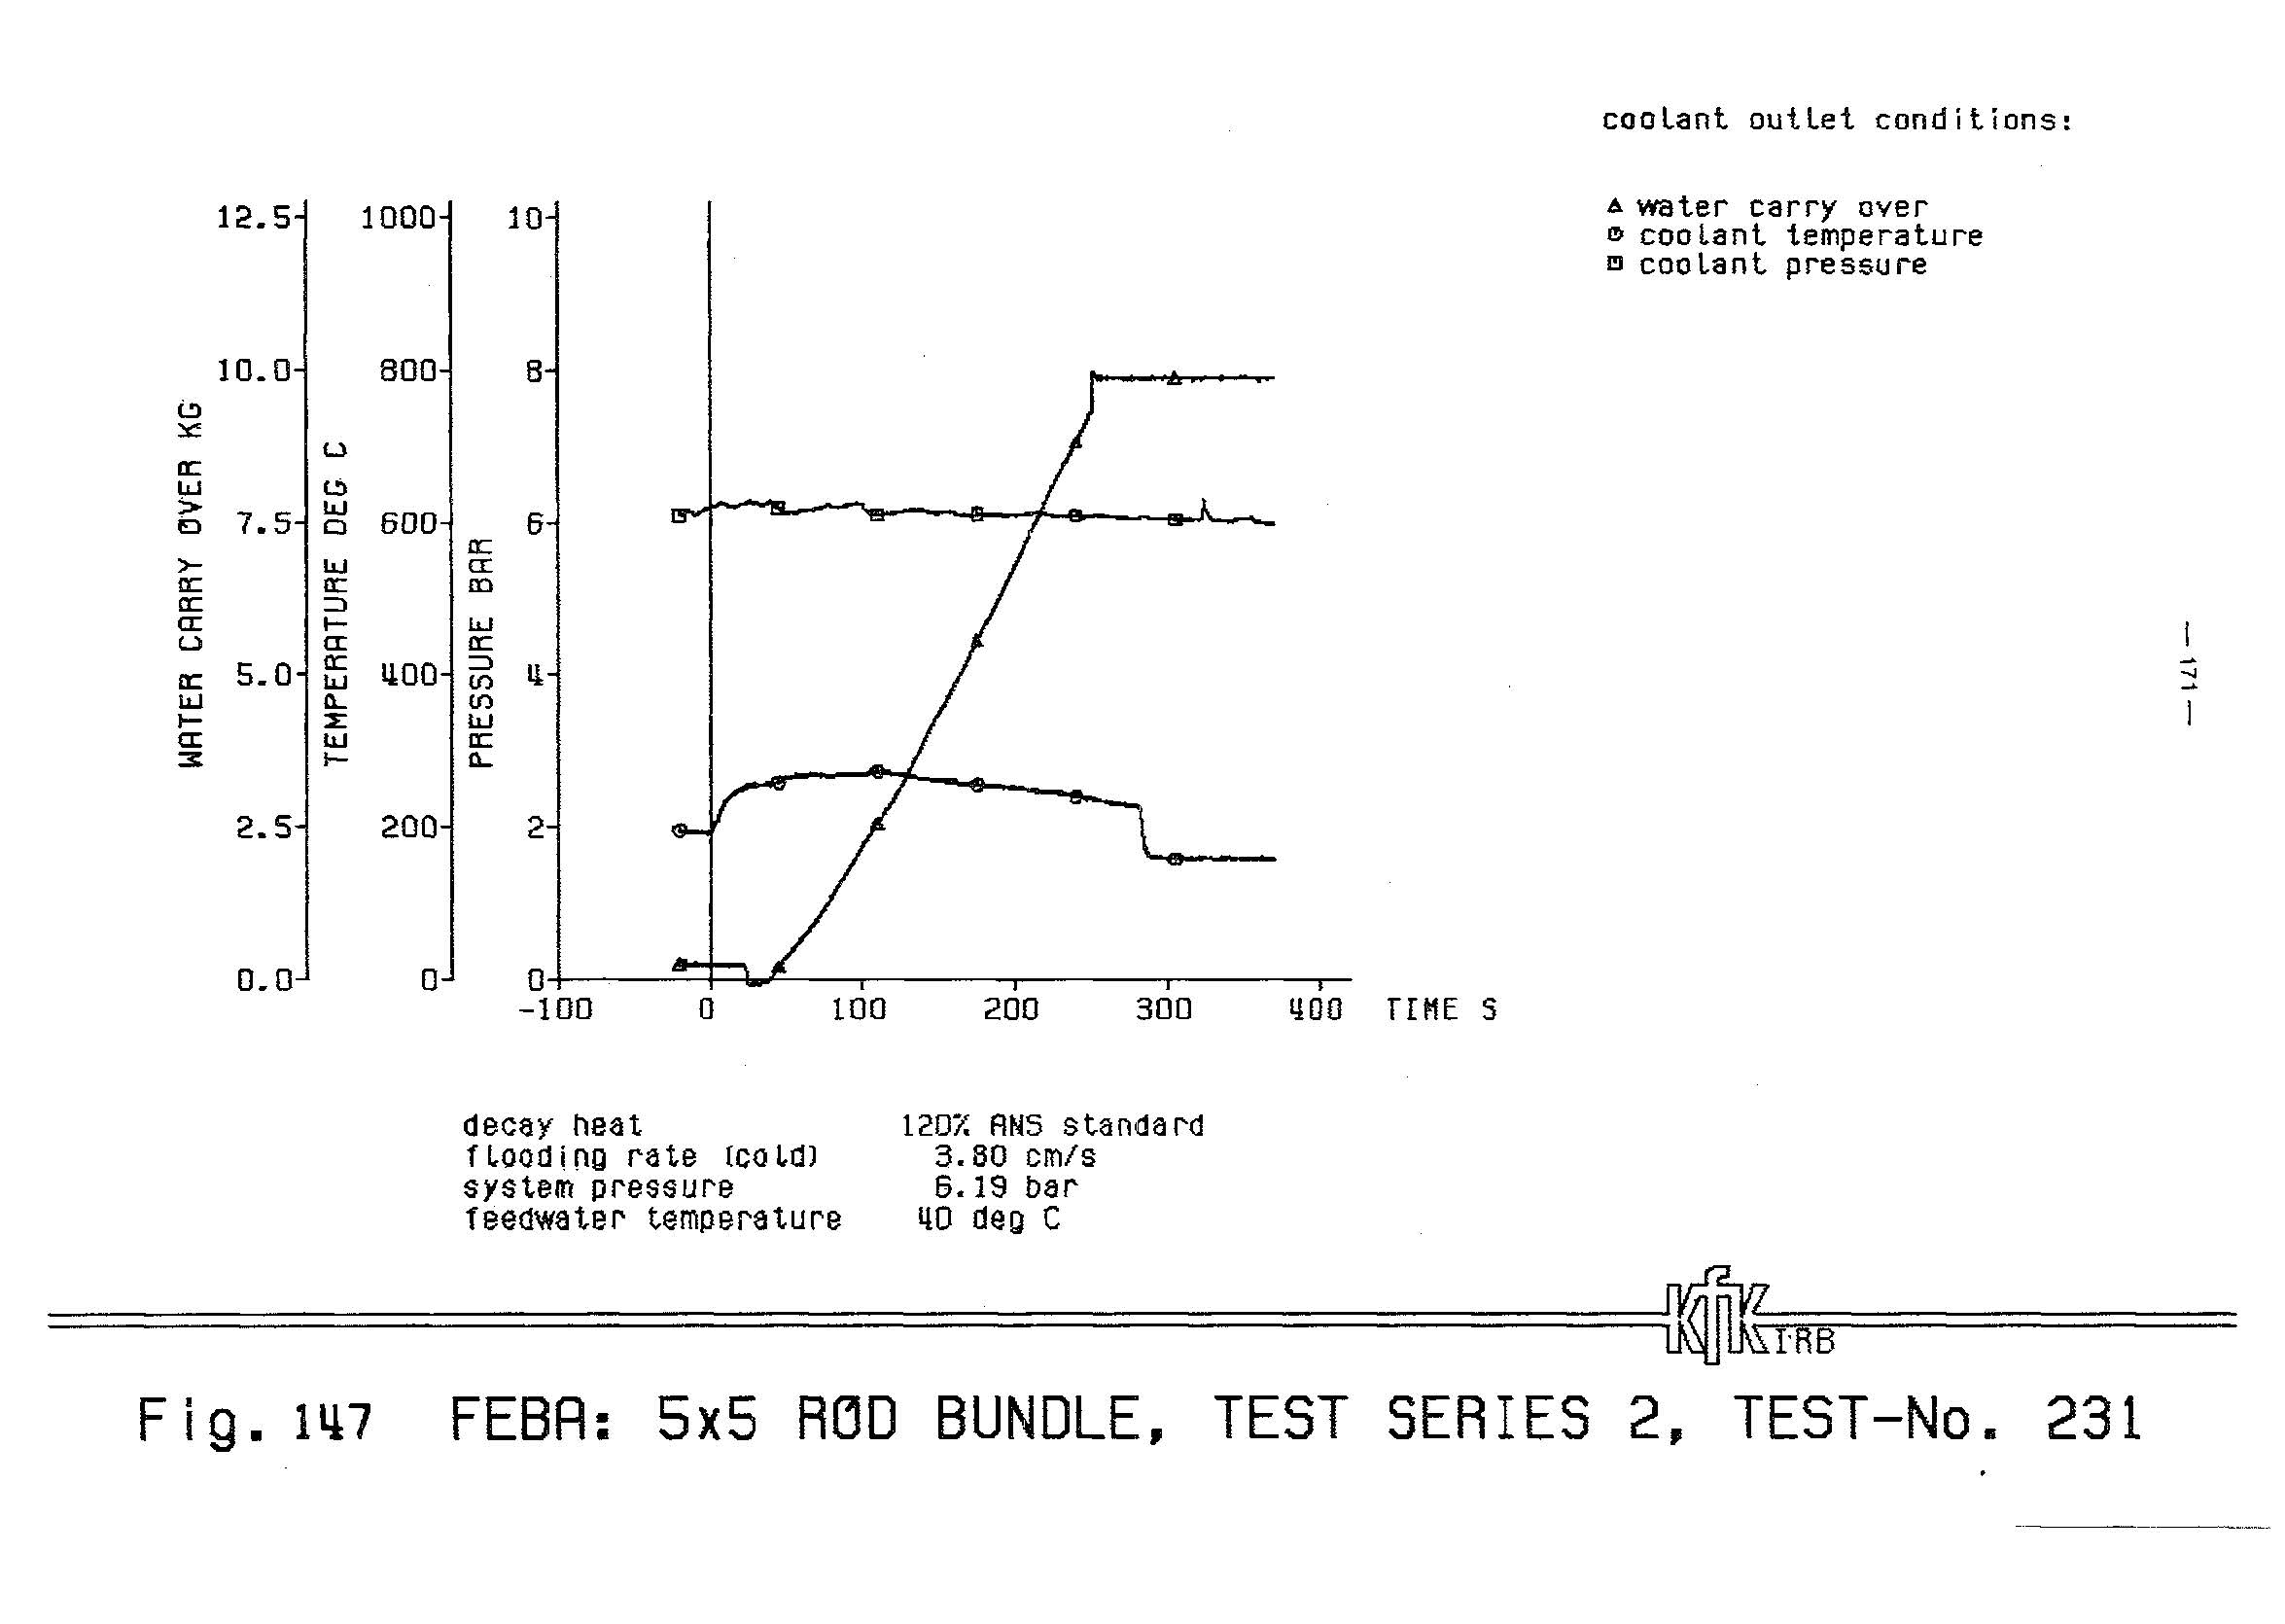 coolant outlet conditions:
water carry over
coolant temperature
coolant pressure
12.5 1000 10
10.0 800 8
7.5 600 6
5.0 400 4
2.5 200 2
0.0 0 0
WATER CARRY OVER KG
TEMPERATURE DEG C
PRESSURE BAR
-100 0 100 200 300 400 TIME S
— 171 —
decay heat 120% ANS standard
flooding rate (cold) 3.80 cm/s
system pressure 6.19 bar
feedwater temperature 40 deg C
KfK IRB
Fig. 147 FEBA: 5x5 ROD BUNDLE, TEST SERIES 2, TEST-No. 231